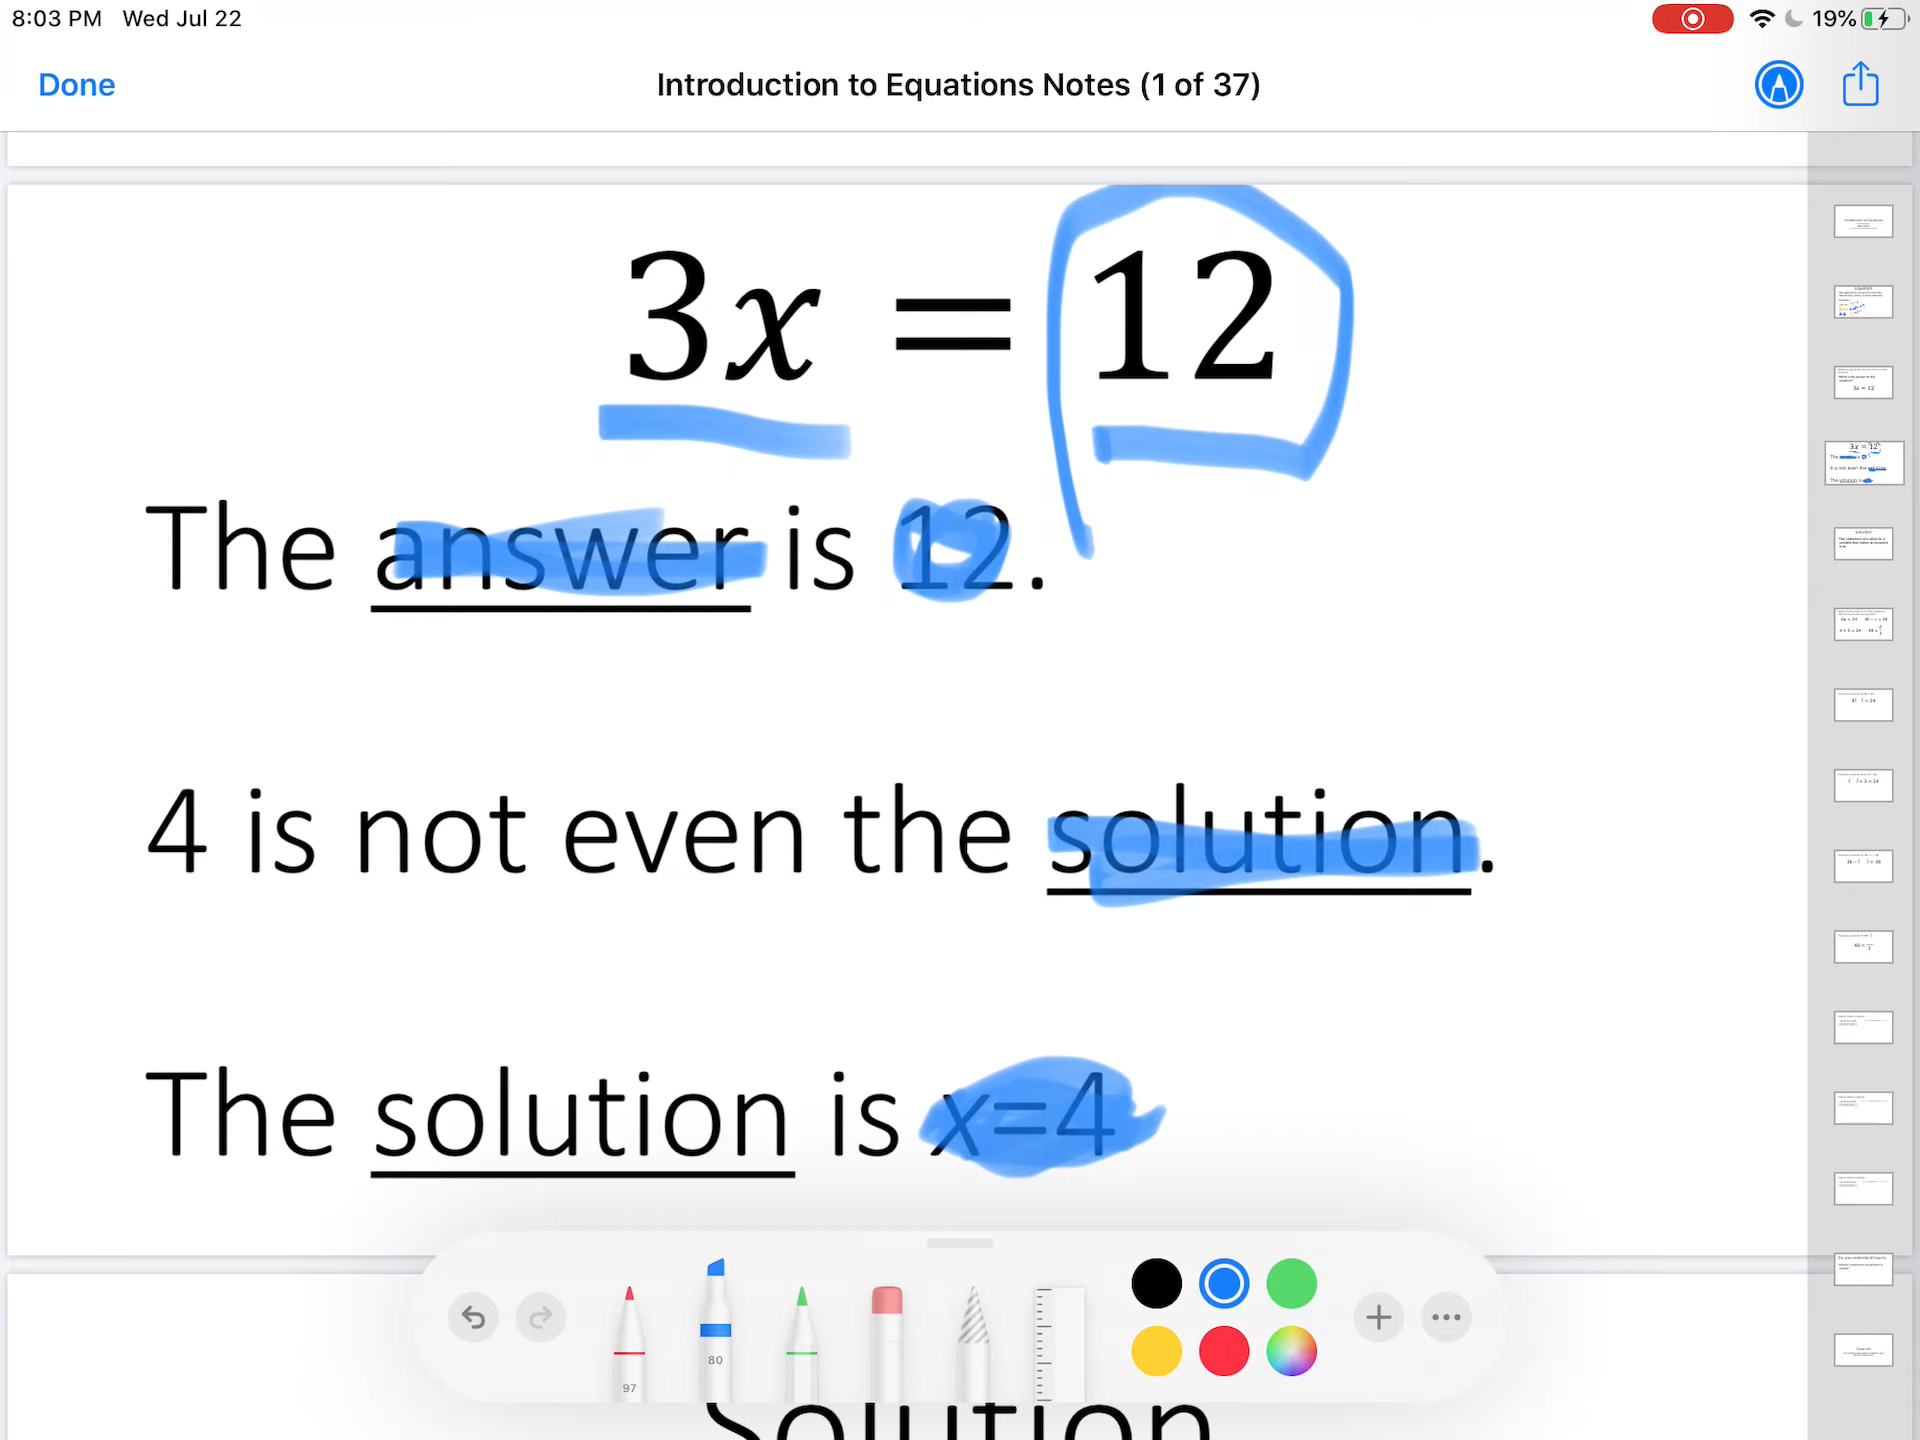 8:03 PM Wed Jul 22
19%
Done
Introduction to Equations Notes (1 of 37)
3x = 12
The answer is 12.
4 is not even the solution.
The solution is x=4
97
80
Solution